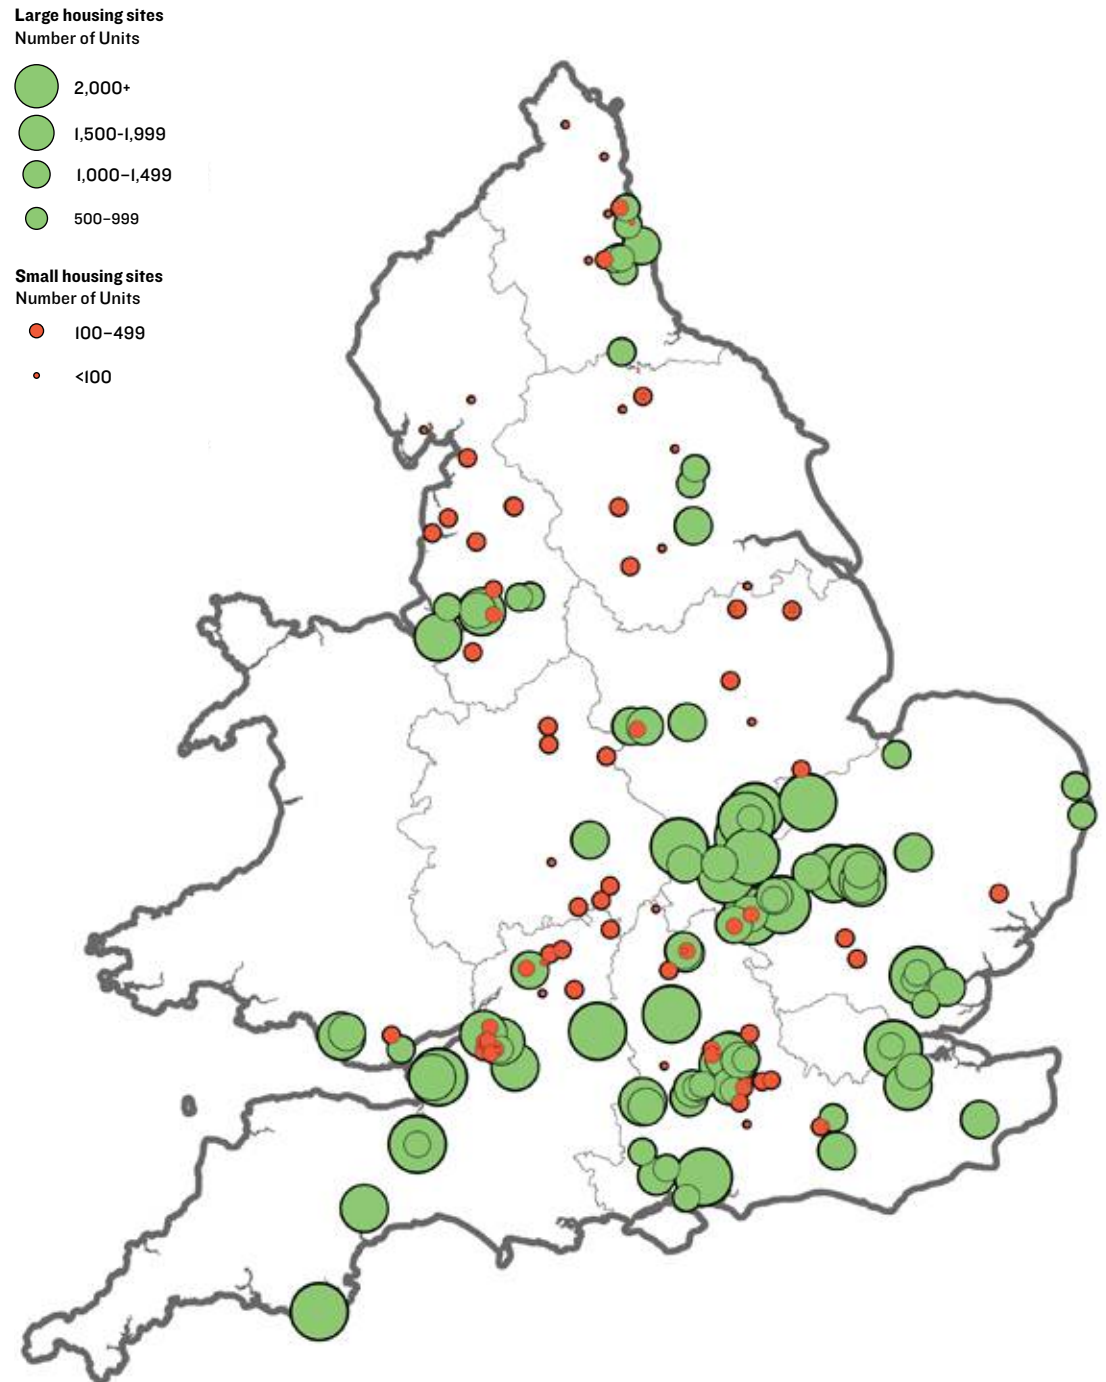 Large housing sites
Number of Units
2,000+
1,500-1,999
1,000–1,499
500–999
Small housing sites
Number of Units
100–499
<100